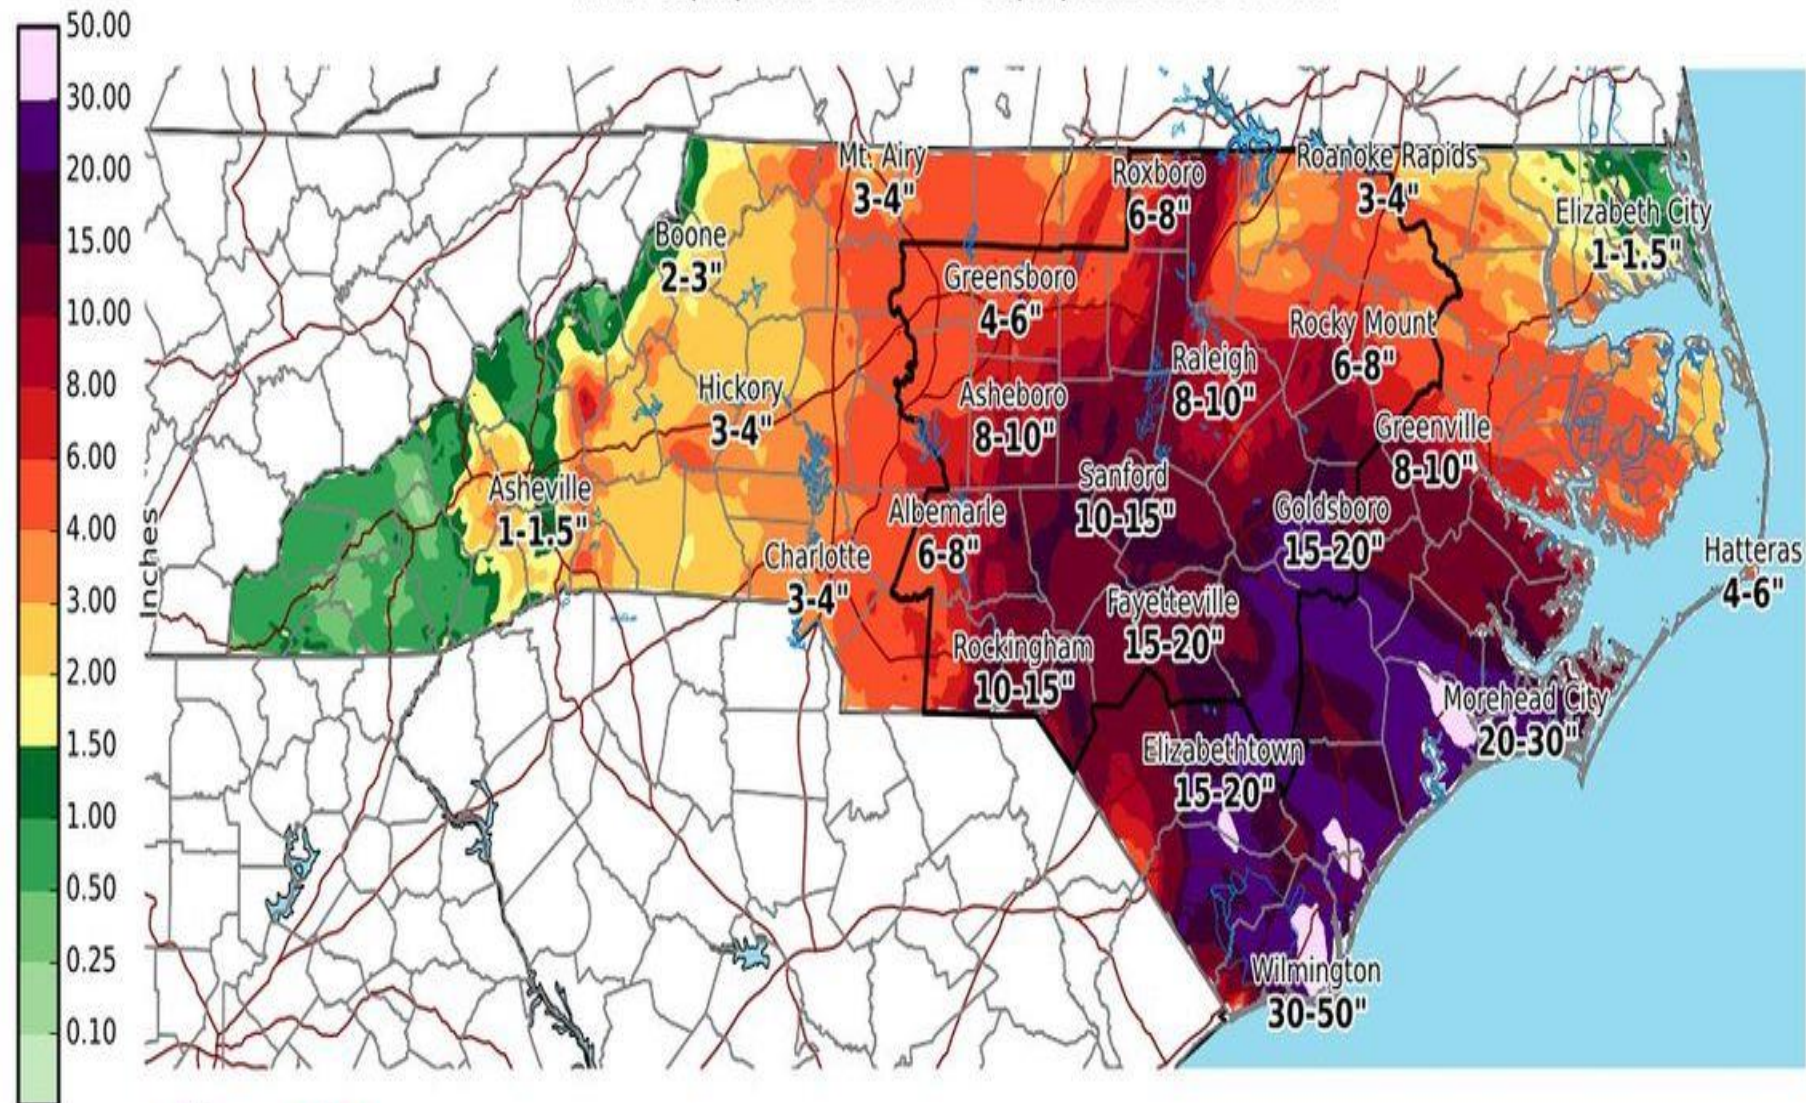 50.00
30.00
20.00
15.00
10.00
8.00
6.00
4.00
3.00
2.00
1.50
1.00
0.50
0.25
0.10
Inches
Mt. Airy
3-4"
Roxboro
6-8"
Roanoke Rapids
3-4"
Elizabeth City
1-1.5"
Boone
2-3"
Greensboro
4-6"
Rocky Mount
6-8"
Raleigh
8-10"
Hickory
3-4"
Asheboro
8-10"
Greenville
8-10"
Asheville
1-1.5"
Sanford
10-15"
Albemarle
6-8"
Goldsboro
15-20"
Charlotte
3-4"
Hatteras
4-6"
Fayetteville
15-20"
Rockingham
10-15"
Morehead City
20-30"
Elizabethtown
15-20"
Wilmington
30-50"